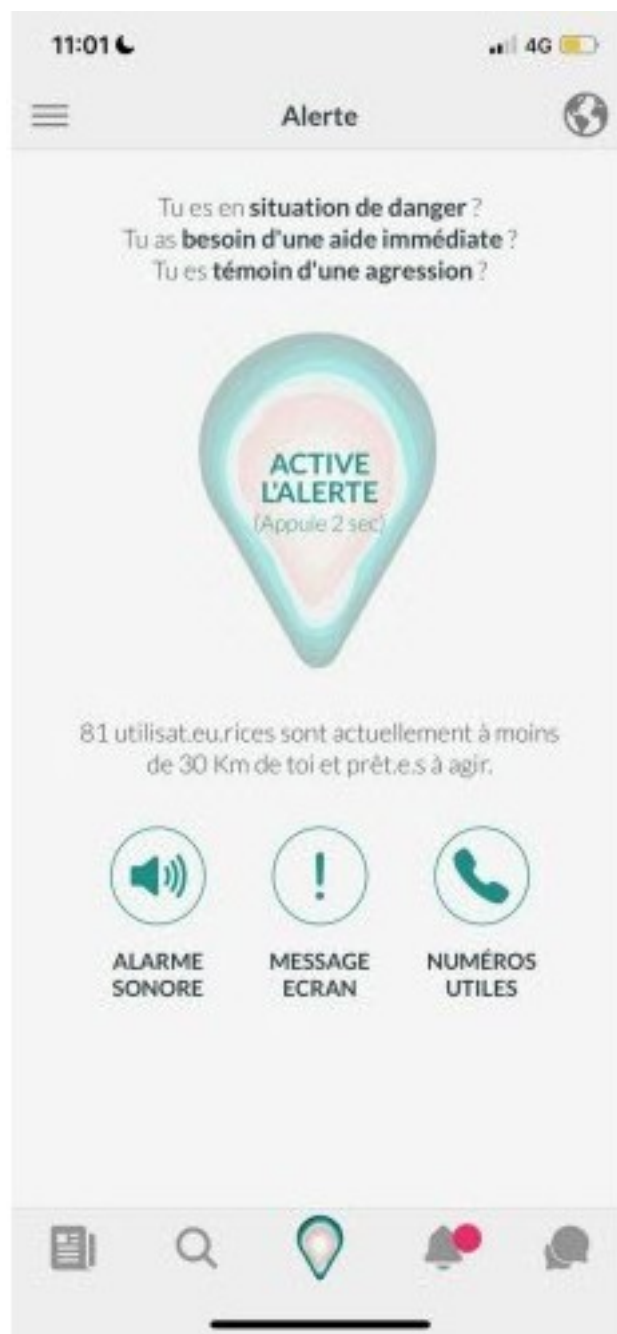 11:01
4G
Alerte
Tu es en situation de danger ?
Tu as besoin d'une aide immédiate ?
Tu es témoin d'une agression ?
ACTIVE
L'ALERTE
(Appuie 2 sec)
81 utilisat.eu.rices sont actuellement à moins
de 30 Km de toi et prêt.e.s à agir.
ALARME
SONORE
MESSAGE
ECRAN
NUMÉROS
UTILES